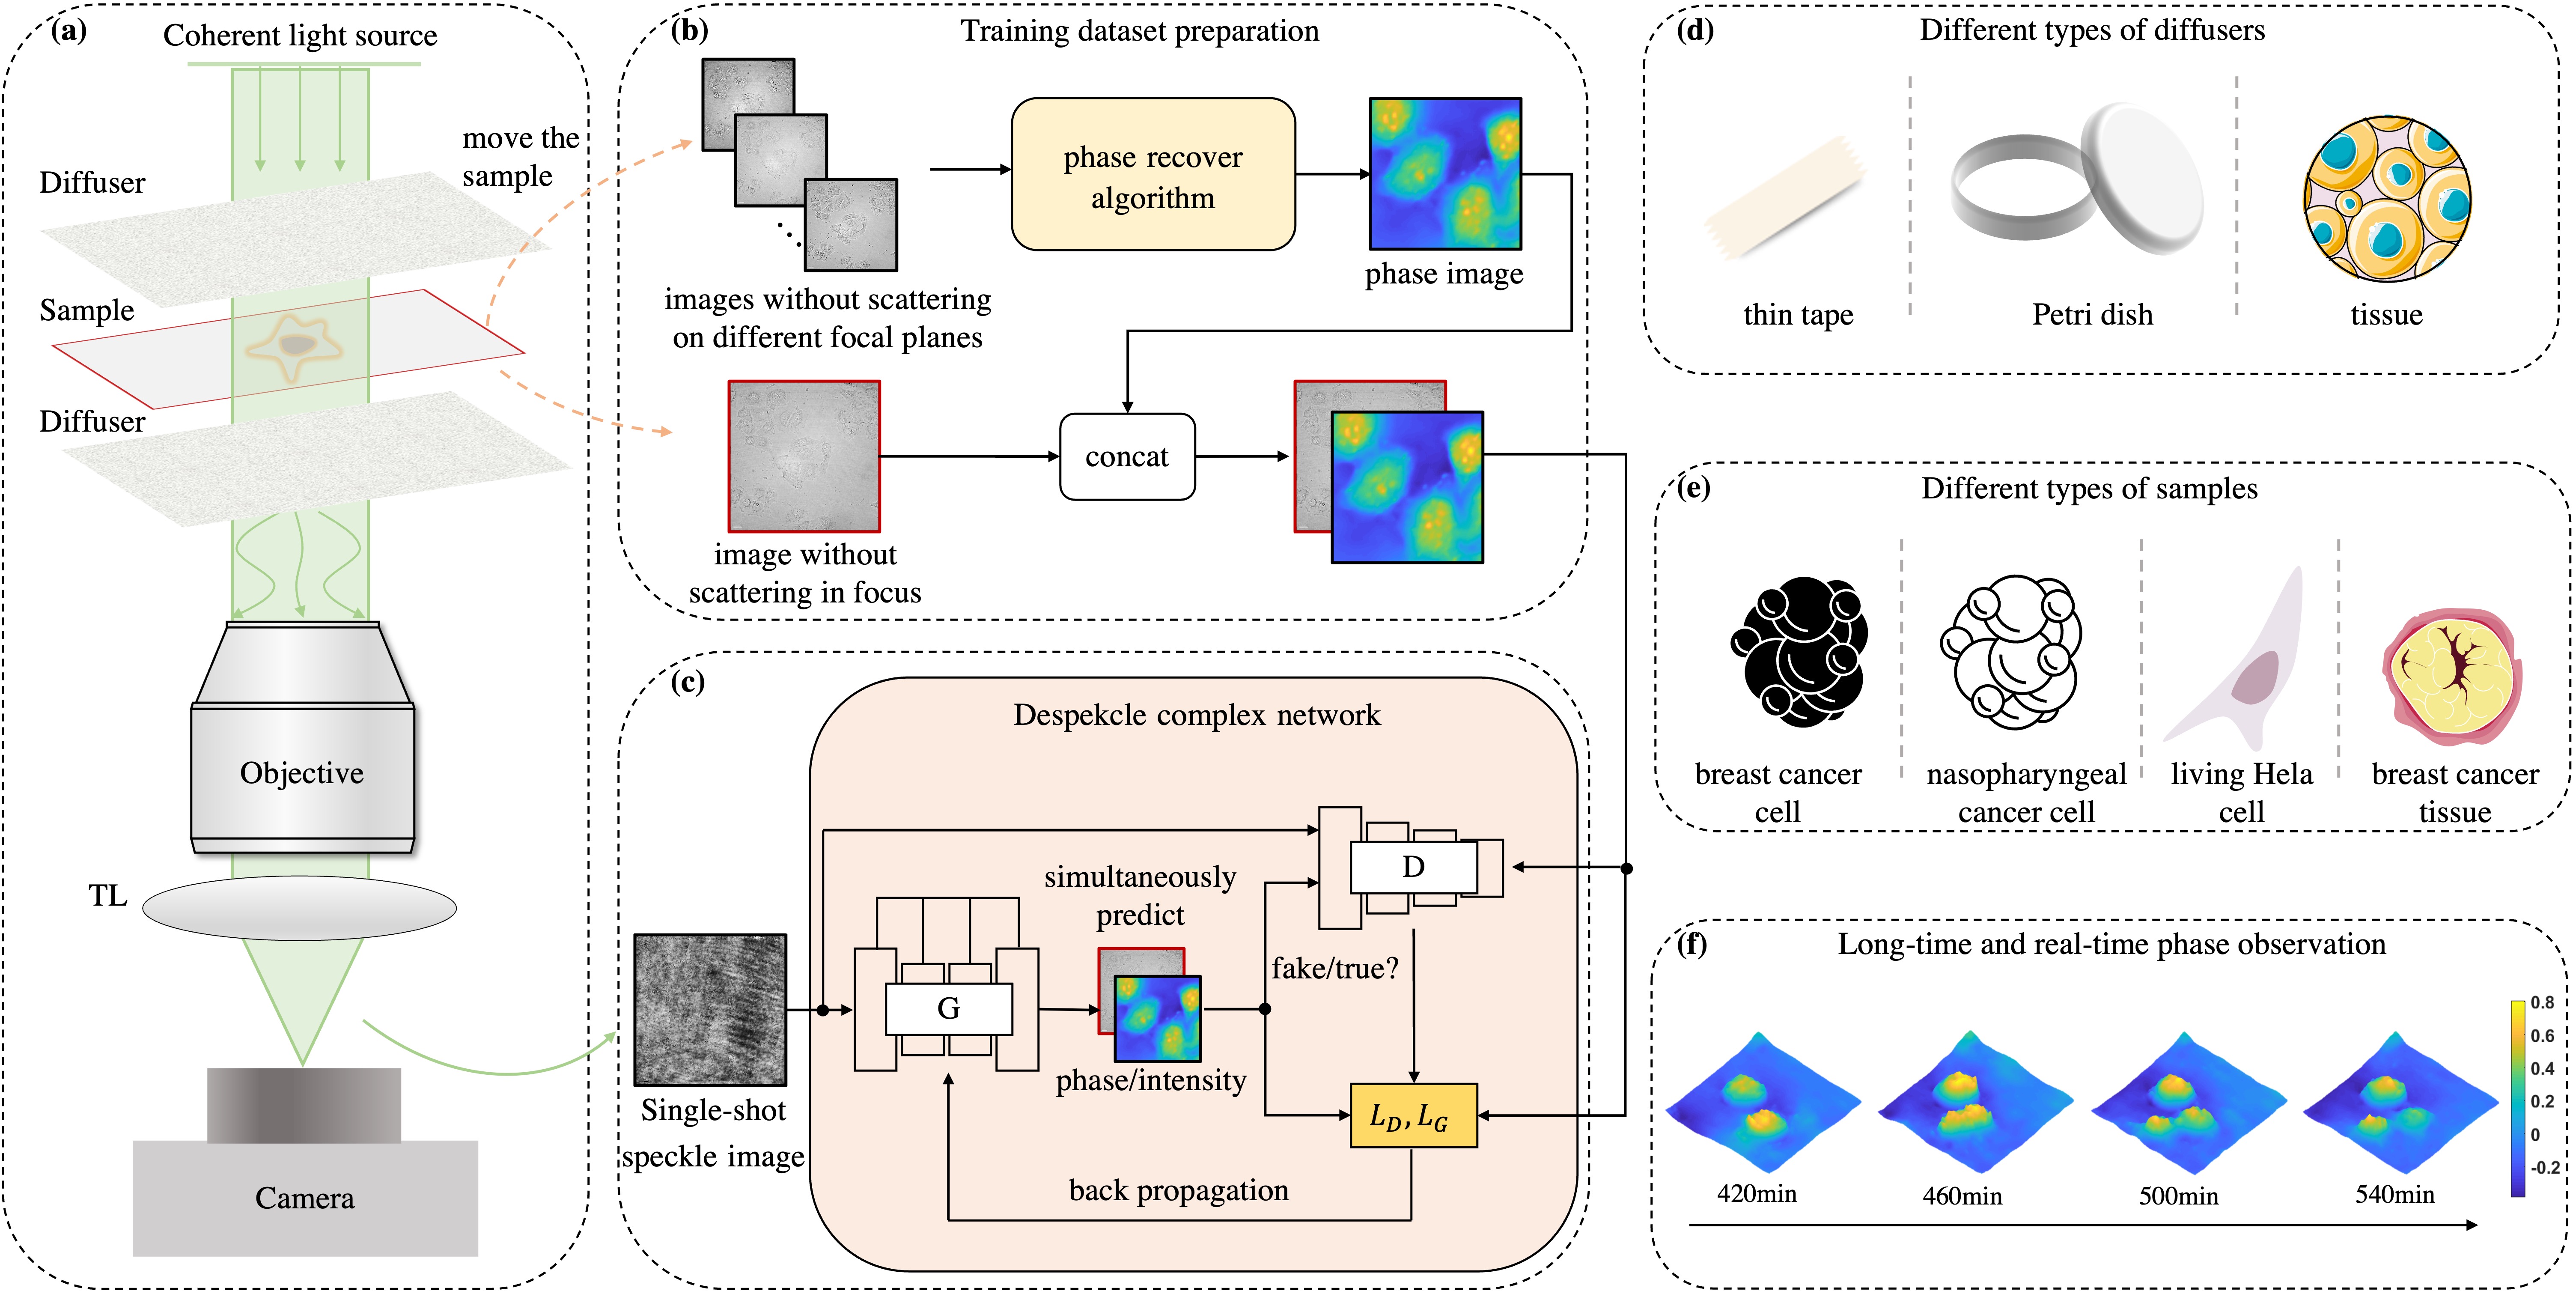 (a)
Coherent light source
move the
sample
Diffuser
Sample
Diffuser
Objective
TL
Camera
(b)
Training dataset preparation
phase recover
algorithm
phase image
images without scattering
on different focal planes
concat
image without
scattering in focus
(c)
Despekcle complex network
D
simultaneously
predict
fake/true?
G
phase/intensity
Single-shot
speckle image
L_D, L_G
back propagation
(d)
Different types of diffusers
thin tape
Petri dish
tissue
(e)
Different types of samples
breast cancer
cell
nasopharyngeal
cancer cell
living Hela
cell
breast cancer
tissue
(f)
Long-time and real-time phase observation
0.8
0.6
0.4
0.2
0
-0.2
420min
460min
500min
540min